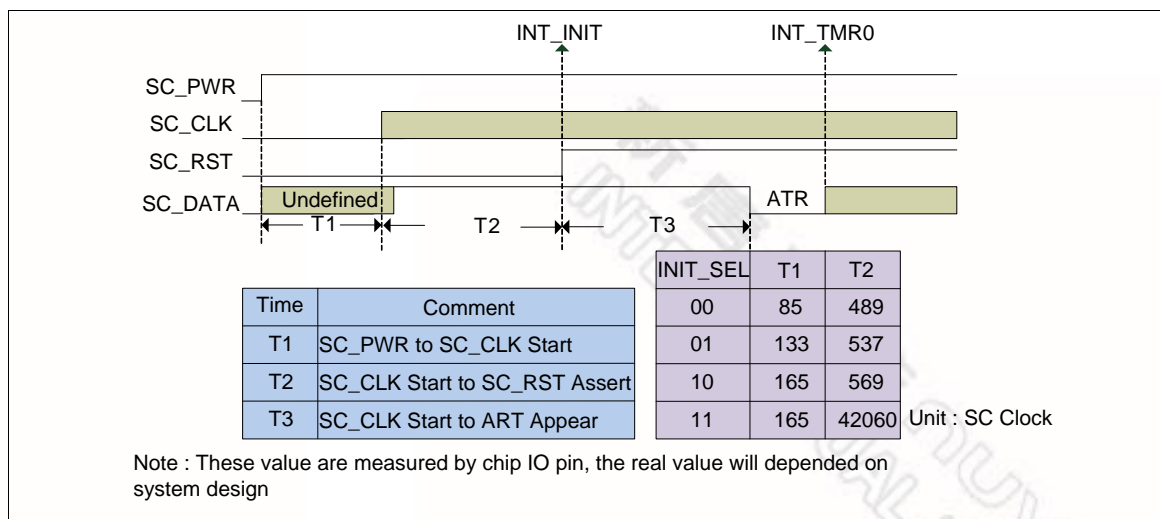 INT_INIT INT_TMR0
SC_PWR
SC_CLK
SC_RST
SC_DATA Undefined ATR
T1 T2 T3
INIT_SEL T1 T2
00 85 489
01 133 537
10 165 569
11 165 42060 Unit : SC Clock
Time Comment
T1 SC_PWR to SC_CLK Start
T2 SC_CLK Start to SC_RST Assert
T3 SC_CLK Start to ART Appear
Note : These value are measured by chip IO pin, the real value will depended on
system design